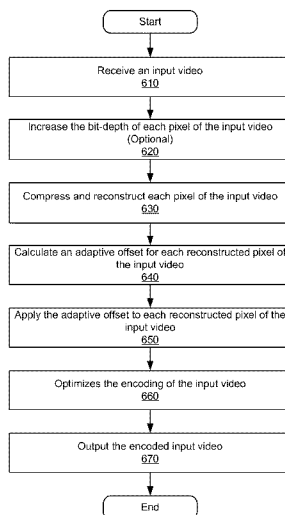 Start
Receive an input video
610
Increase the bit-depth of each pixel of the input video
(Optional)
620
Compress and reconstruct each pixel of the input video
630
Calculate an adaptive offset for each reconstructed pixel of
the input video
640
Apply the adaptive offset to each reconstructed pixel of the
input video
650
Optimizes the encoding of the input video
660
Output the encoded input video
670
End